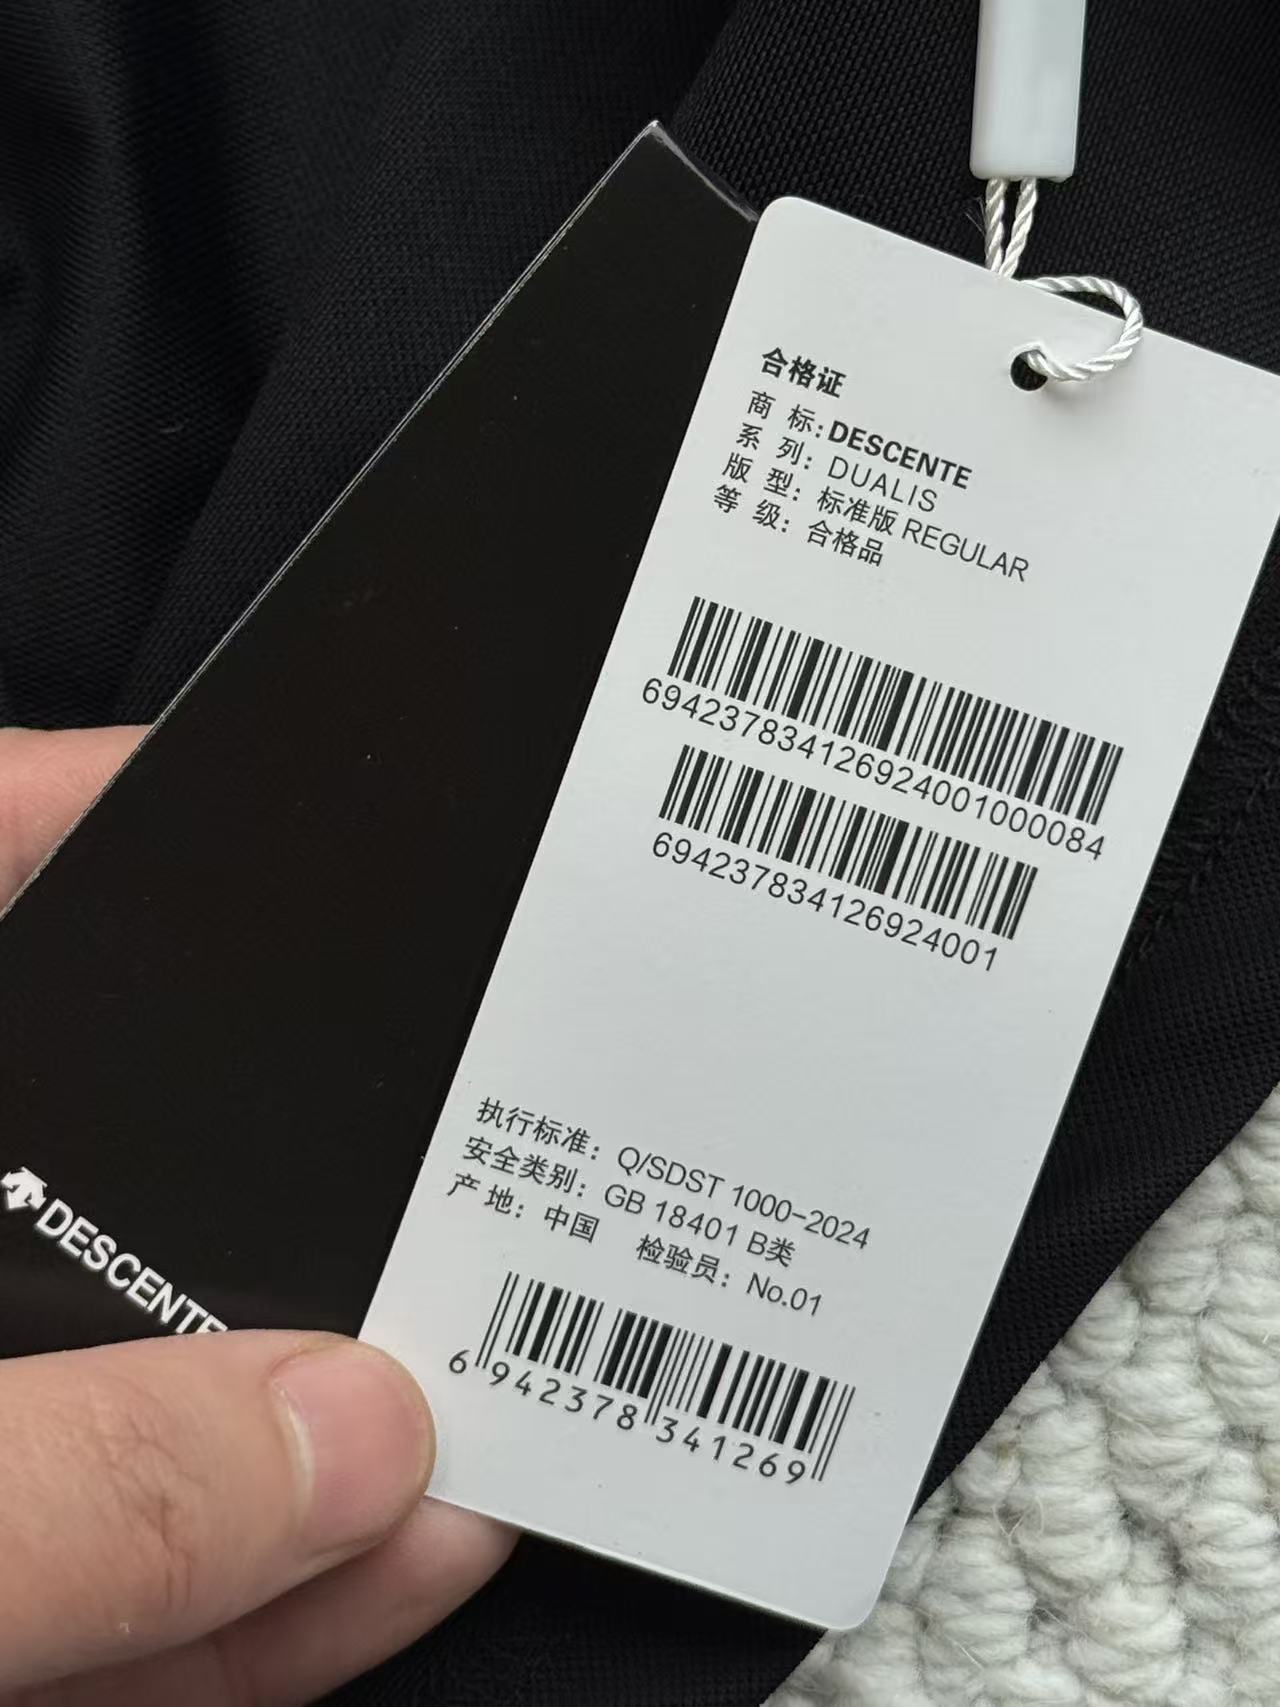 合格证
商 标:DESCENTE
系 列: DUALIS
版 型: 标准版 REGULAR
等 级: 合格品
694237834126924001000084
694237834126924001
执行标准: Q/SDST 1000-2024
安全类别: GB 18401 B类
产 地: 中国 检验员: No.01
6 942378 341269
DESCENTE